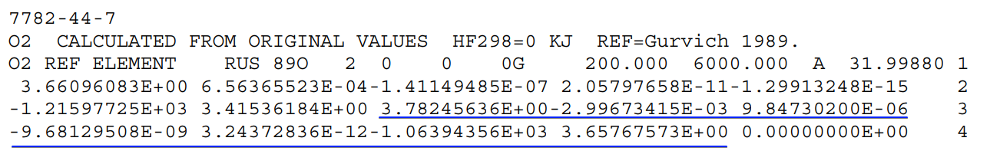 7782-44-7
O2  CALCULATED FROM ORIGINAL VALUES  HF298=0 KJ  REF=Gurvich 1989.
O2 REF ELEMENT    RUS 89O   2   0    0    0G     200.000  6000.000  A  31.99880 1
 3.66096083E+00 6.56365523E-04-1.41149485E-07 2.05797658E-11-1.29913248E-15    2
-1.21597725E+03 3.41536184E+00 3.78245636E+00-2.99673415E-03 9.84730200E-06    3
-9.68129508E-09 3.24372836E-12-1.06394356E+03 3.65767573E+00 0.00000000E+00    4